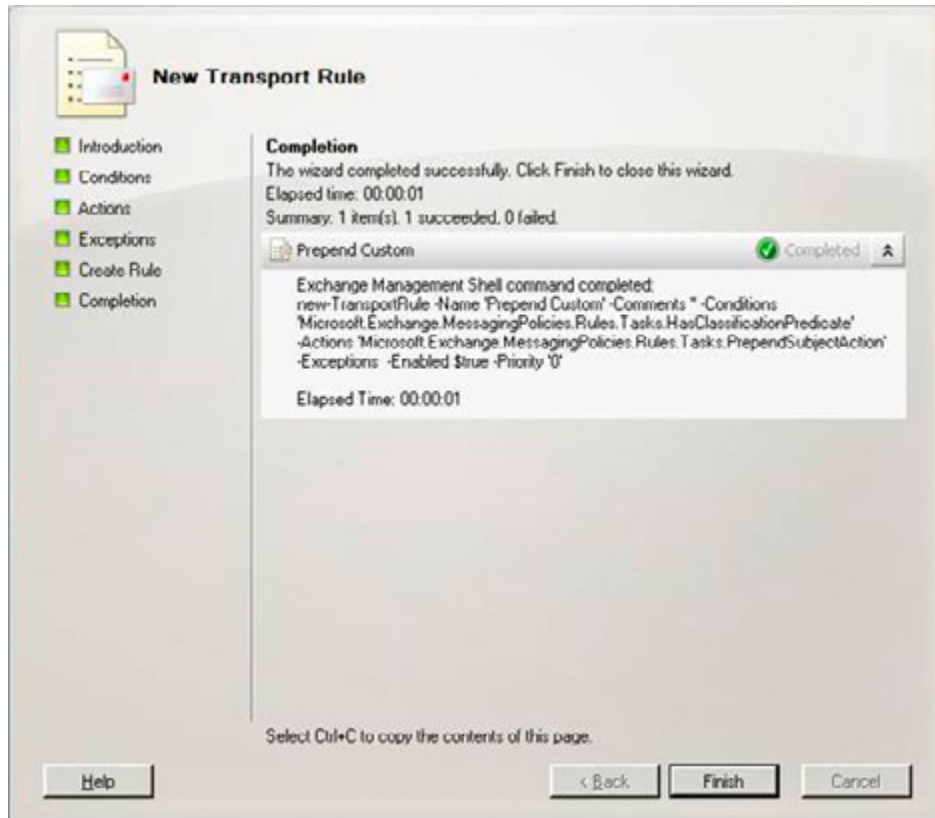 New Transport Rule
Introduction
Conditions
Actions
Exceptions
Create Rule
Completion
Completion
The wizard completed successfully. Click Finish to close this wizard.
Elapsed time: 00:00:01
Summary: 1 item(s). 1 succeeded, 0 failed.
Prepend Custom
Completed
Exchange Management Shell command completed:
new-TransportRule -Name 'Prepend Custom' -Comments '' -Conditions
'Microsoft.Exchange.MessagingPolicies.Rules.Tasks.HasClassificationPredicate'
-Actions 'Microsoft.Exchange.MessagingPolicies.Rules.Tasks.PrependSubjectAction'
-Exceptions -Enabled $true -Priority '0'
Elapsed Time: 00:00:01
Select Ctrl+C to copy the contents of this page.
Help
< Back
Finish
Cancel